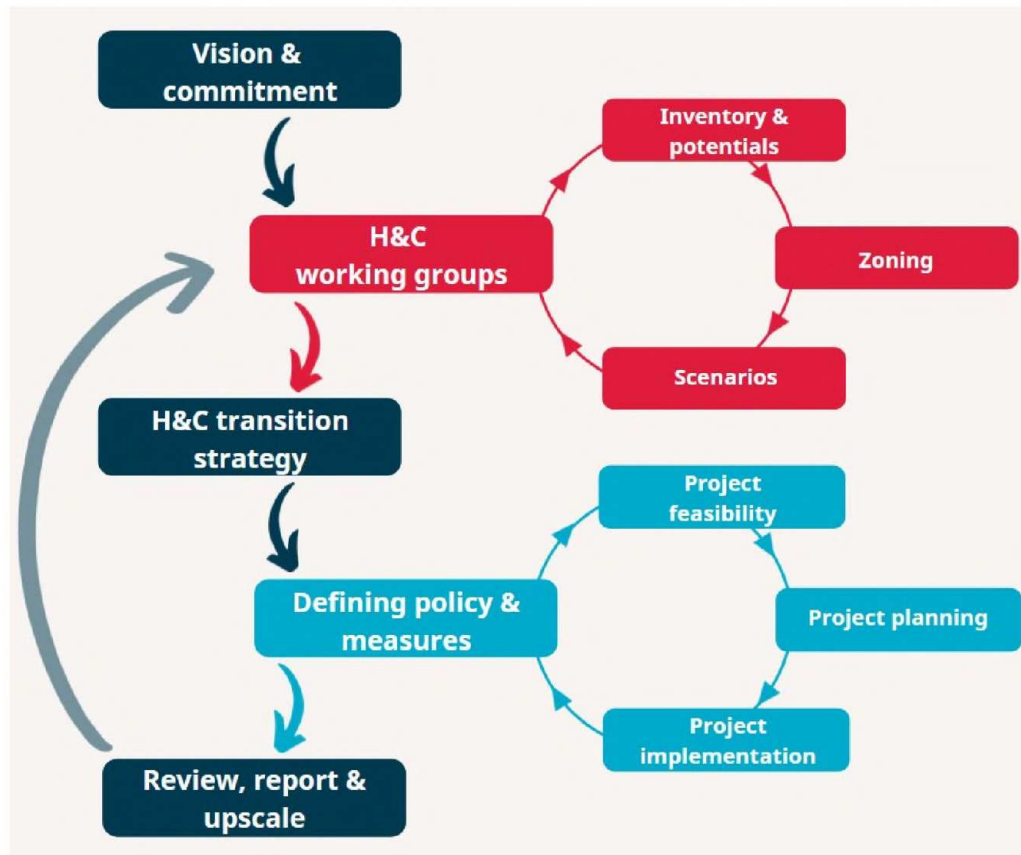 Vision &
commitment
Inventory &
potentials
H&C
working groups
Zoning
Scenarios
H&C transition
strategy
Project
feasibility
Defining policy &
measures
Project planning
Project
implementation
Review, report &
upscale